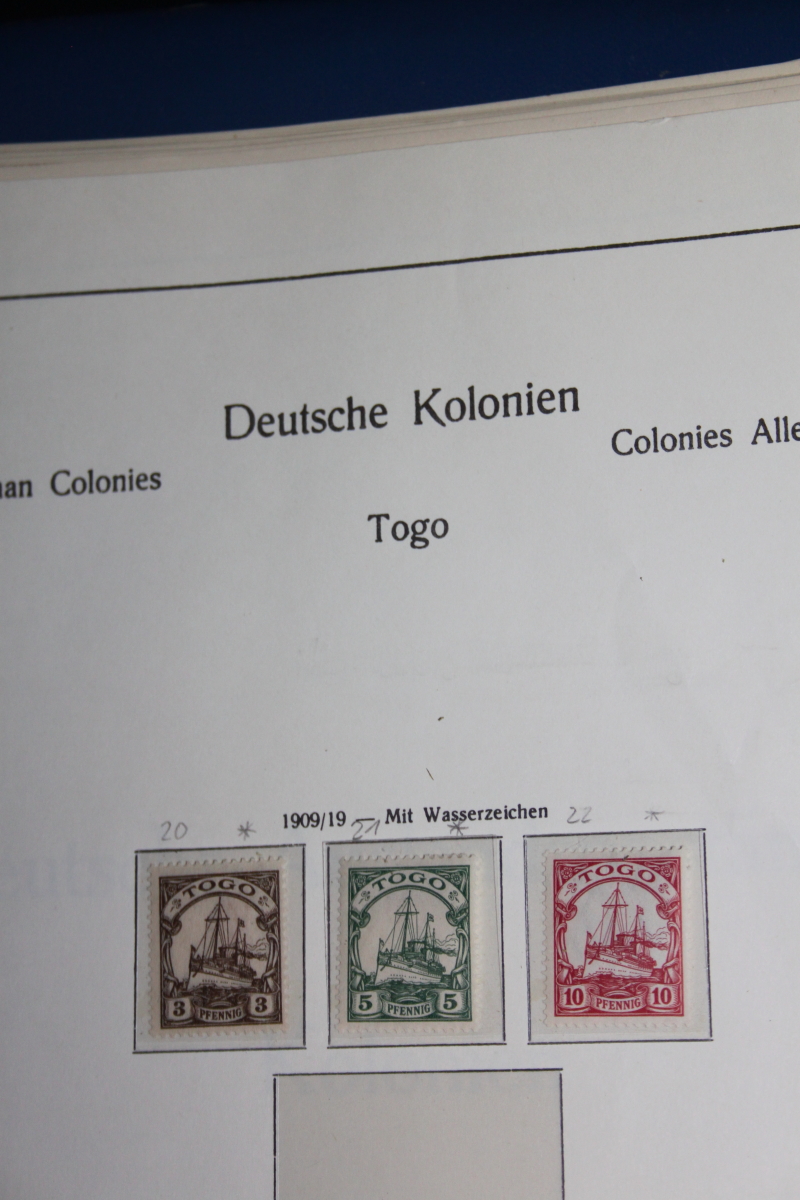 Deutsche Kolonien
Colonies Alle
an Colonies
Togo
1909/19 — Mit Wasserzeichen
20 *
21 *
22 *
TOGO
3 PFENNIG 3
TOGO
5 PFENNIG 5
TOGO
10 PFENNIG 10